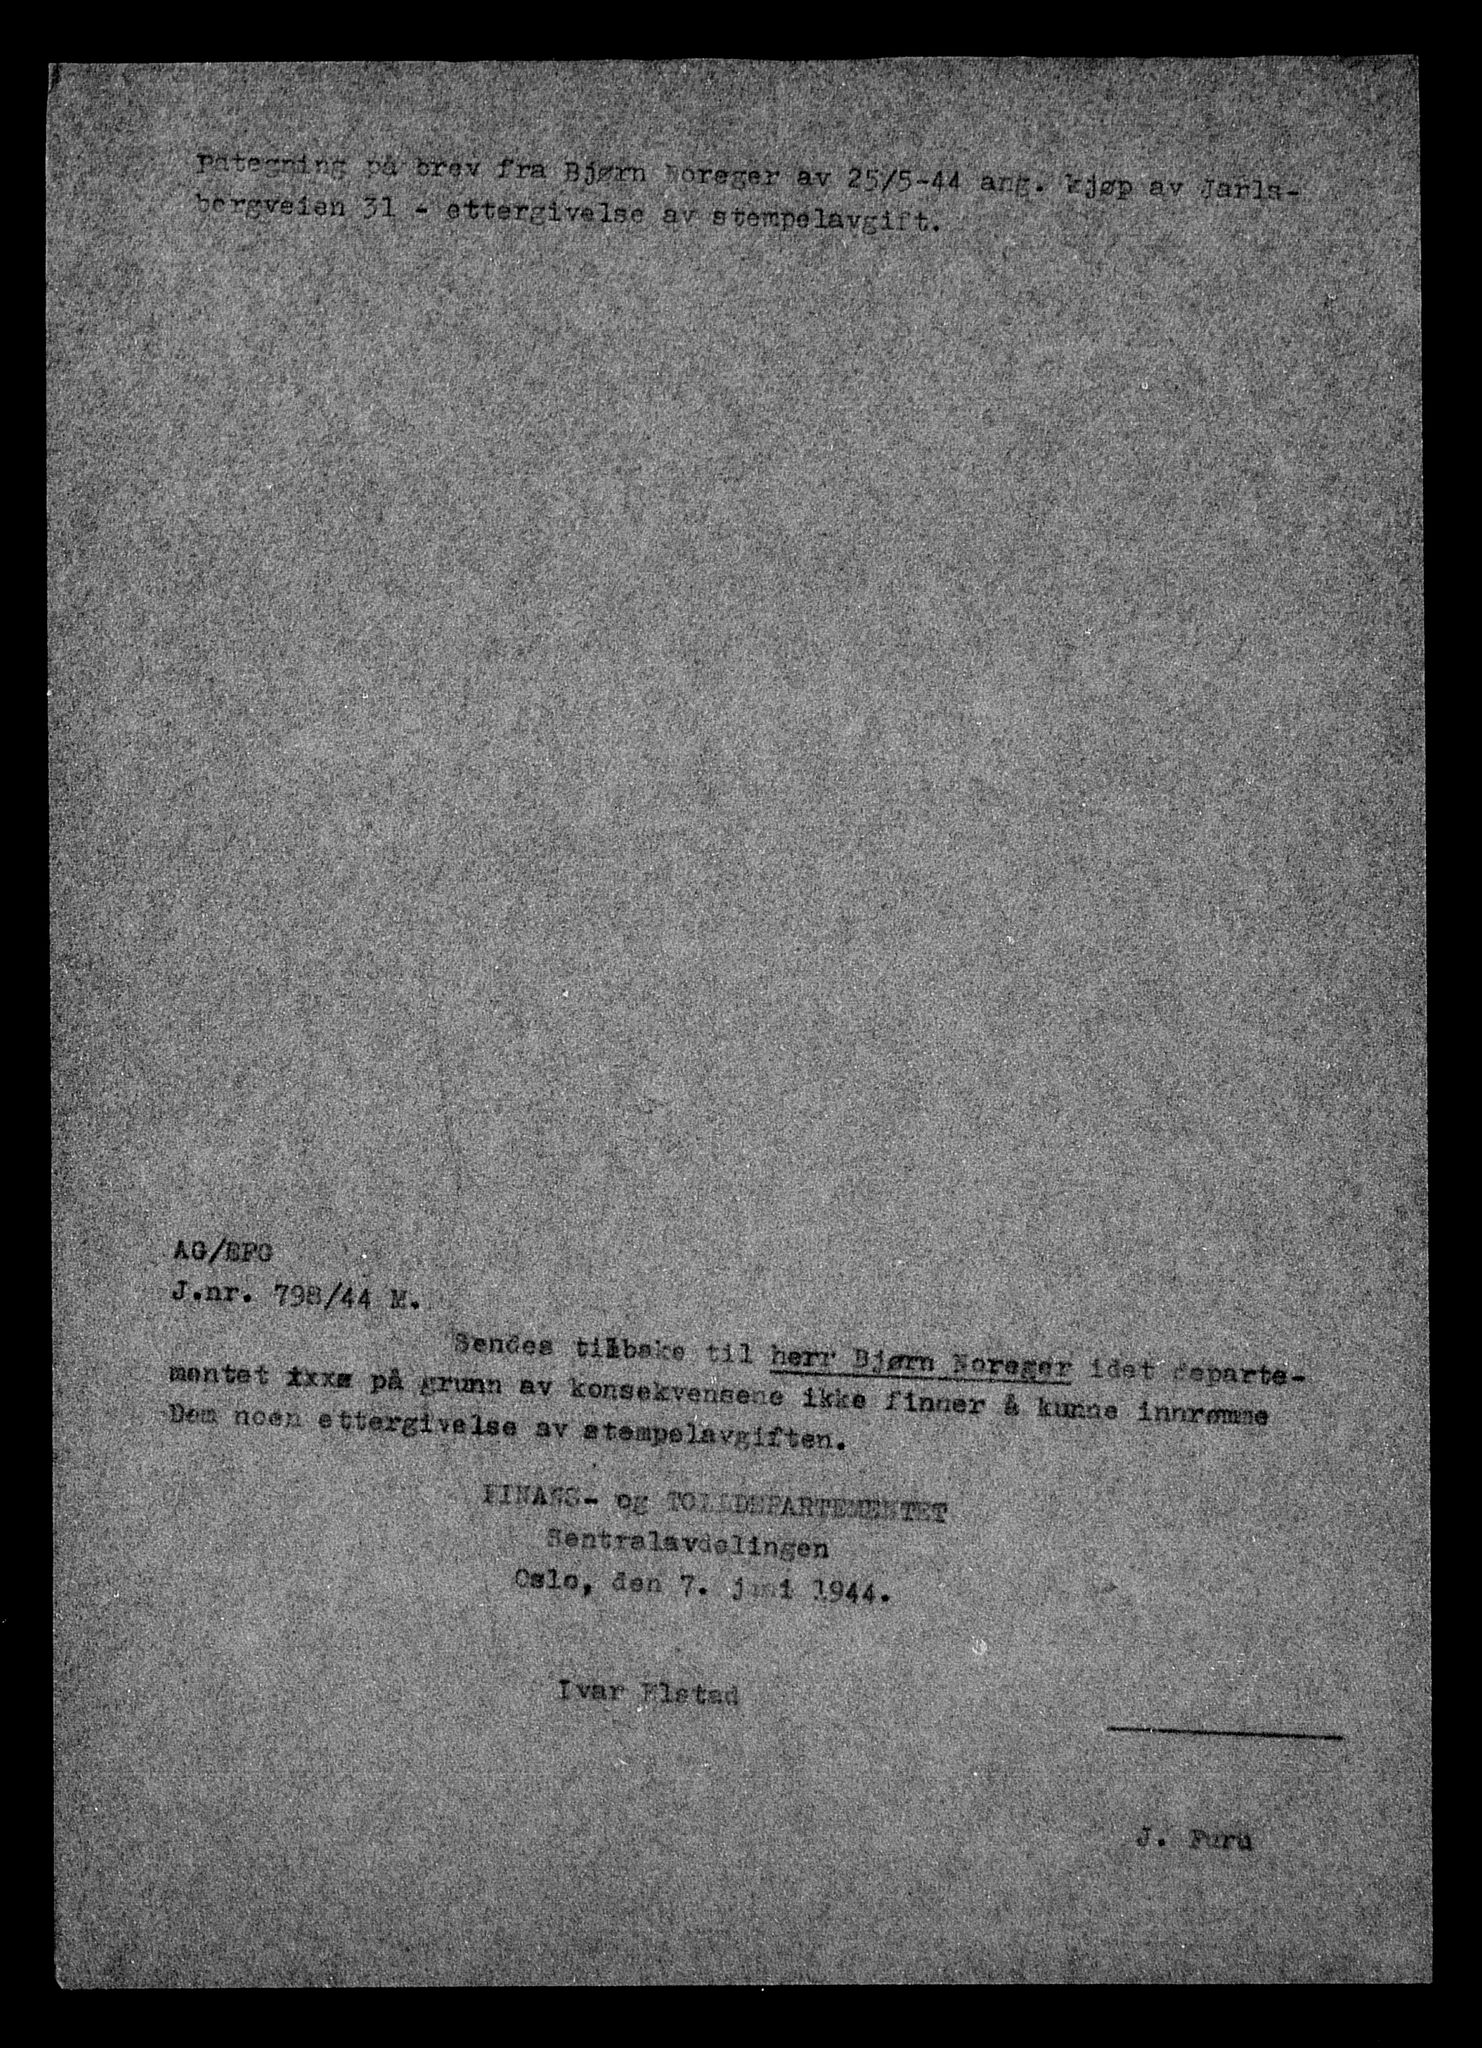 Påtegning på brev fra Bjørn Noreger av 25/5-44 ang. kjøp av Jarls-
borgveien 31 - ettergivelse av stempelavgift.
AG/EFG
J.nr. 798/44 M.
Sendes tilbake til herr Bjørn Noreger idet departe-
mentet ixxx på grunn av konsekvensene ikke finner å kunne innrømme
Dem noen ettergivelse av stempelavgiften.
FINANS- og TOLLDEPARTEMENTET
Sentralavdelingen
Oslo, den 7. juni 1944.
Ivar Elstad
J. Furu